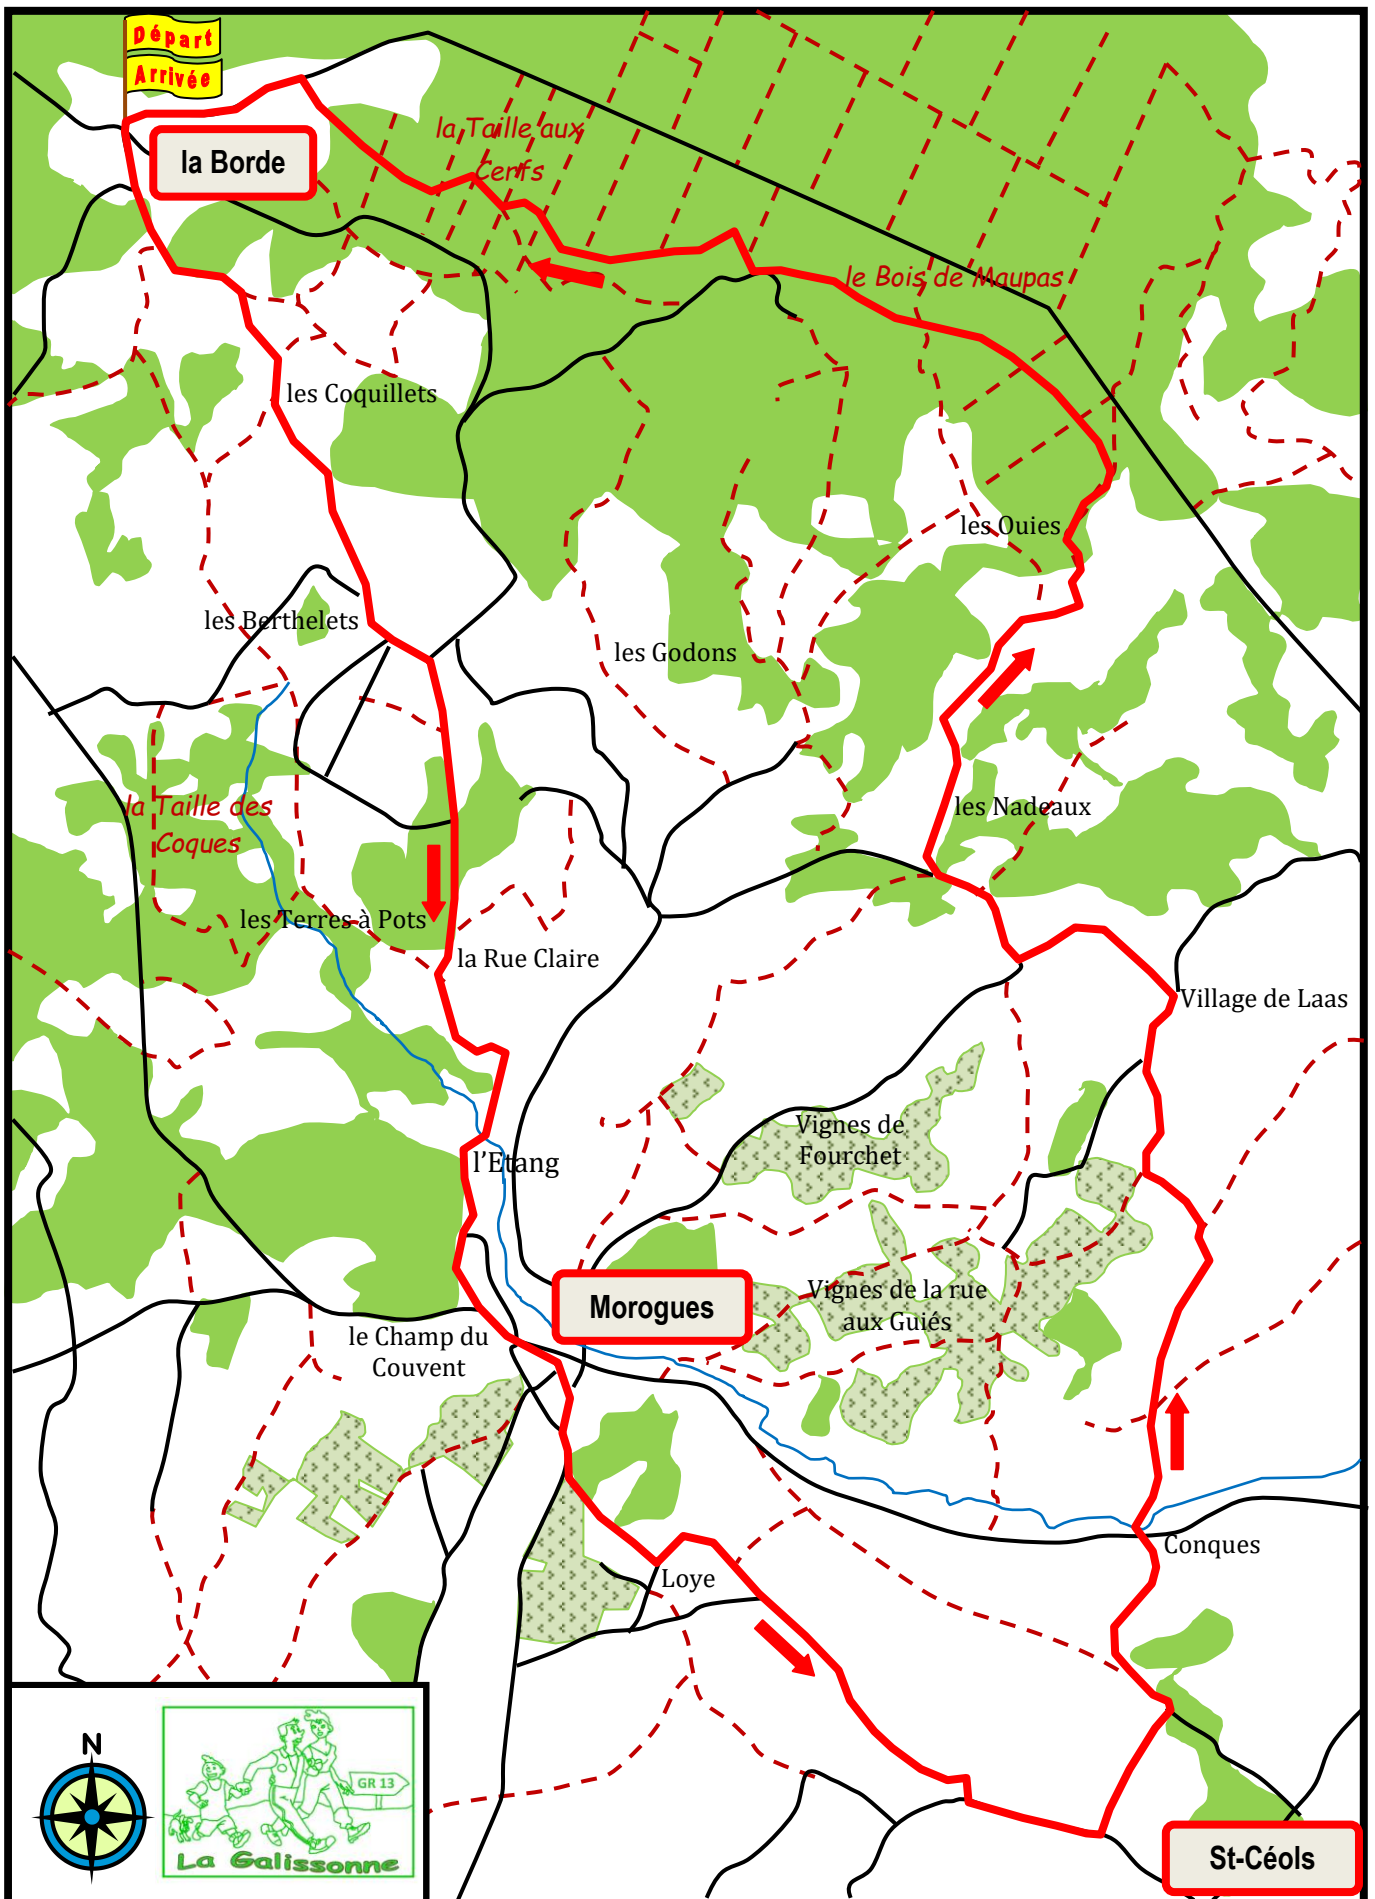 Départ
Arrivée
la Borde
la Taille aux
Cerfs
le Bois de Maupas
les Coquillets
les Ouies
les Berthelets
les Godons
la Taille des
Coques
les Nadeaux
les Terres à Pots
la Rue Claire
Village de Laas
Vignes de
Fourchet
l'Etang
Vignes de la rue
aux Guiés
Morogues
le Champ du
Couvent
Conques
Loye
N
GR 13
La Galissonne
St-Céols